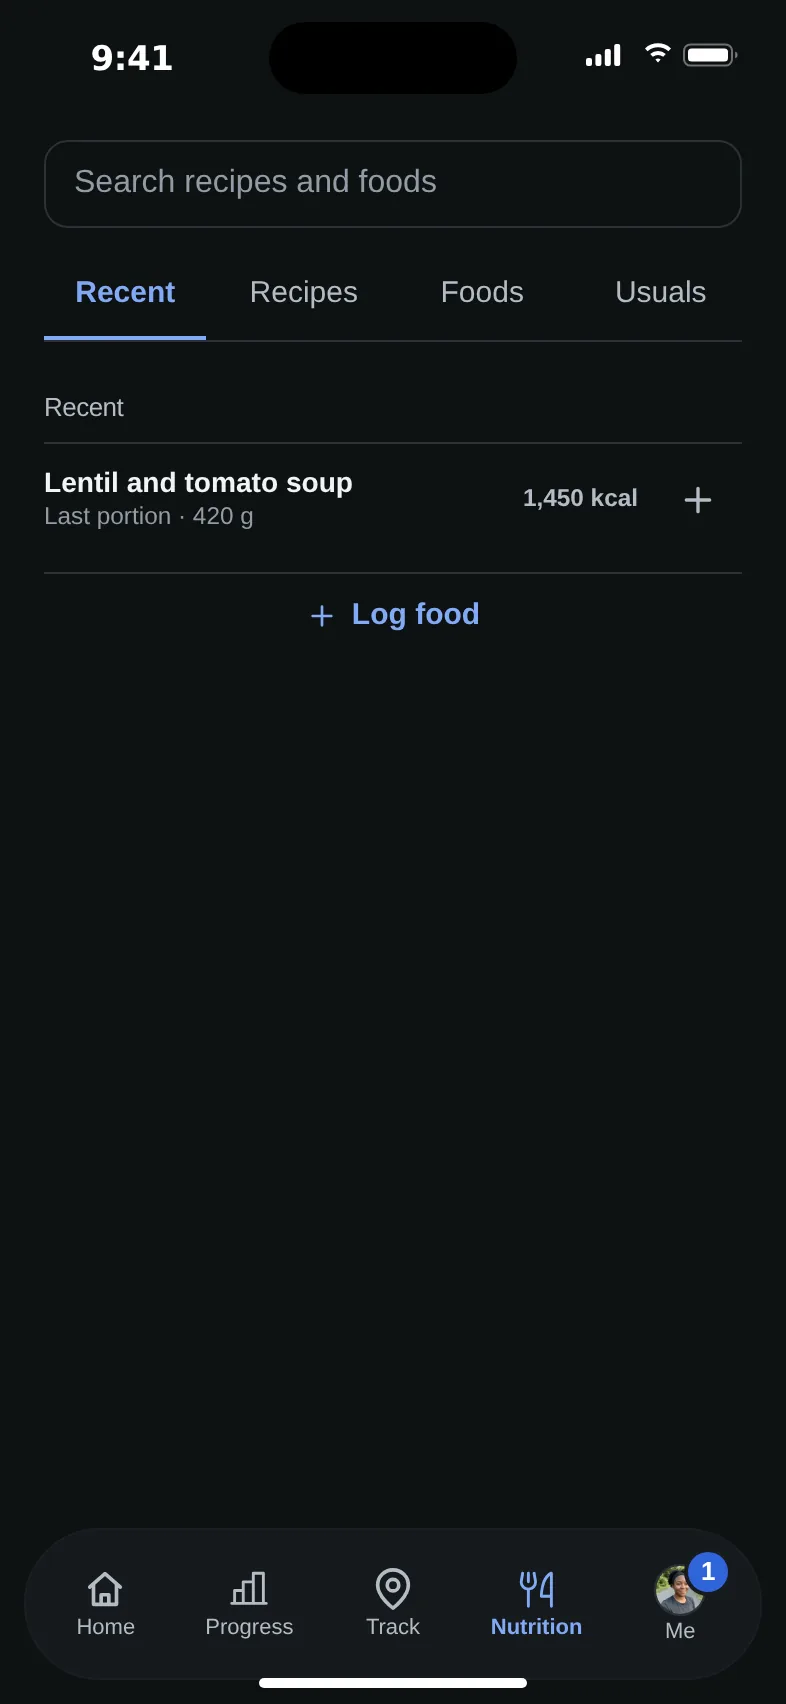 9:41
Search recipes and foods
Recent Recipes Foods Usuals
Recent
Lentil and tomato soup
Last portion · 420 g
1,450 kcal
Log food
1
Home Progress Track Nutrition Me